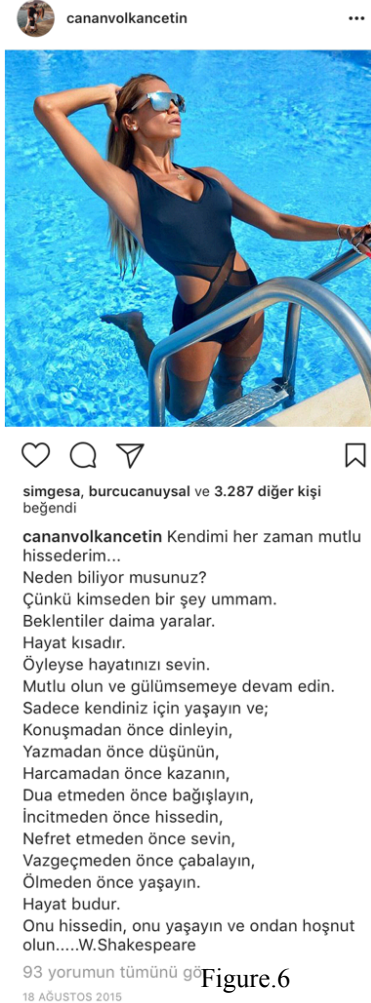 cananvolkancetin
simgesa, burcucanuysal ve 3.287 diğer kişi
beğendi
cananvolkancetin Kendimi her zaman mutlu
hissederim...
Neden biliyor musunuz?
Çünkü kimseden bir şey ummam.
Beklentiler daima yaralar.
Hayat kısadır.
Öyleyse hayatınızı sevin.
Mutlu olun ve gülümsemeye devam edin.
Sadece kendiniz için yaşayın ve;
Konuşmadan önce dinleyin,
Yazmadan önce düşünün,
Harcamadan önce kazanın,
Dua etmeden önce bağışlayın,
İncitmeden önce hissedin,
Nefret etmeden önce sevin,
Vazgeçmeden önce çabalayın,
Ölmeden önce yaşayın.
Hayat budur.
Onu hissedin, onu yaşayın ve ondan hoşnut
olun.....W.Shakespeare
93 yorumun tümünü gö
Figure.6
18 AĞUSTOS 2015